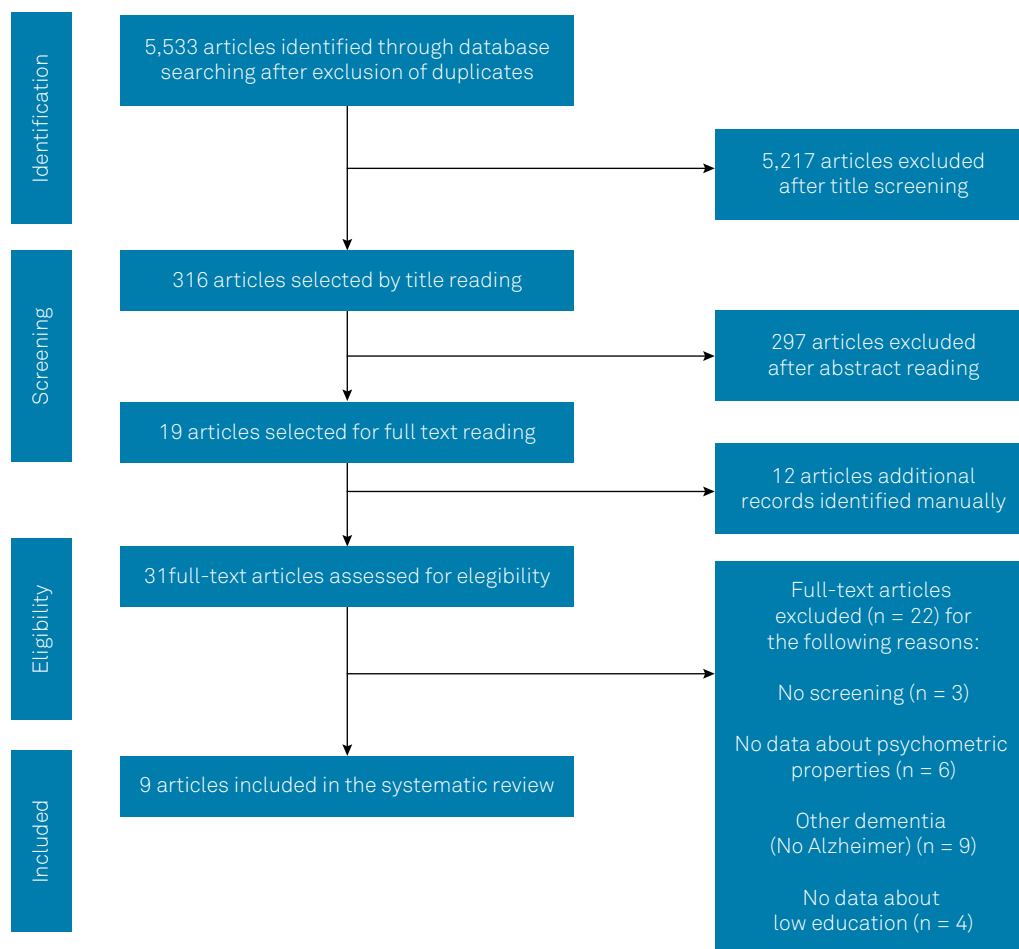 Identification
5,533 articles identified through database
searching after exclusion of duplicates
5,217 articles excluded
after title screening
Screening
316 articles selected by title reading
297 articles excluded
after abstract reading
19 articles selected for full text reading
12 articles additional
records identified manually
Eligibility
31full-text articles assessed for elegibility
Full-text articles
excluded (n = 22) for
the following reasons:
No screening (n = 3)
No data about psychometric
properties (n = 6)
Other dementia
(No Alzheimer) (n = 9)
No data about
low education (n = 4)
Included
9 articles included in the systematic review